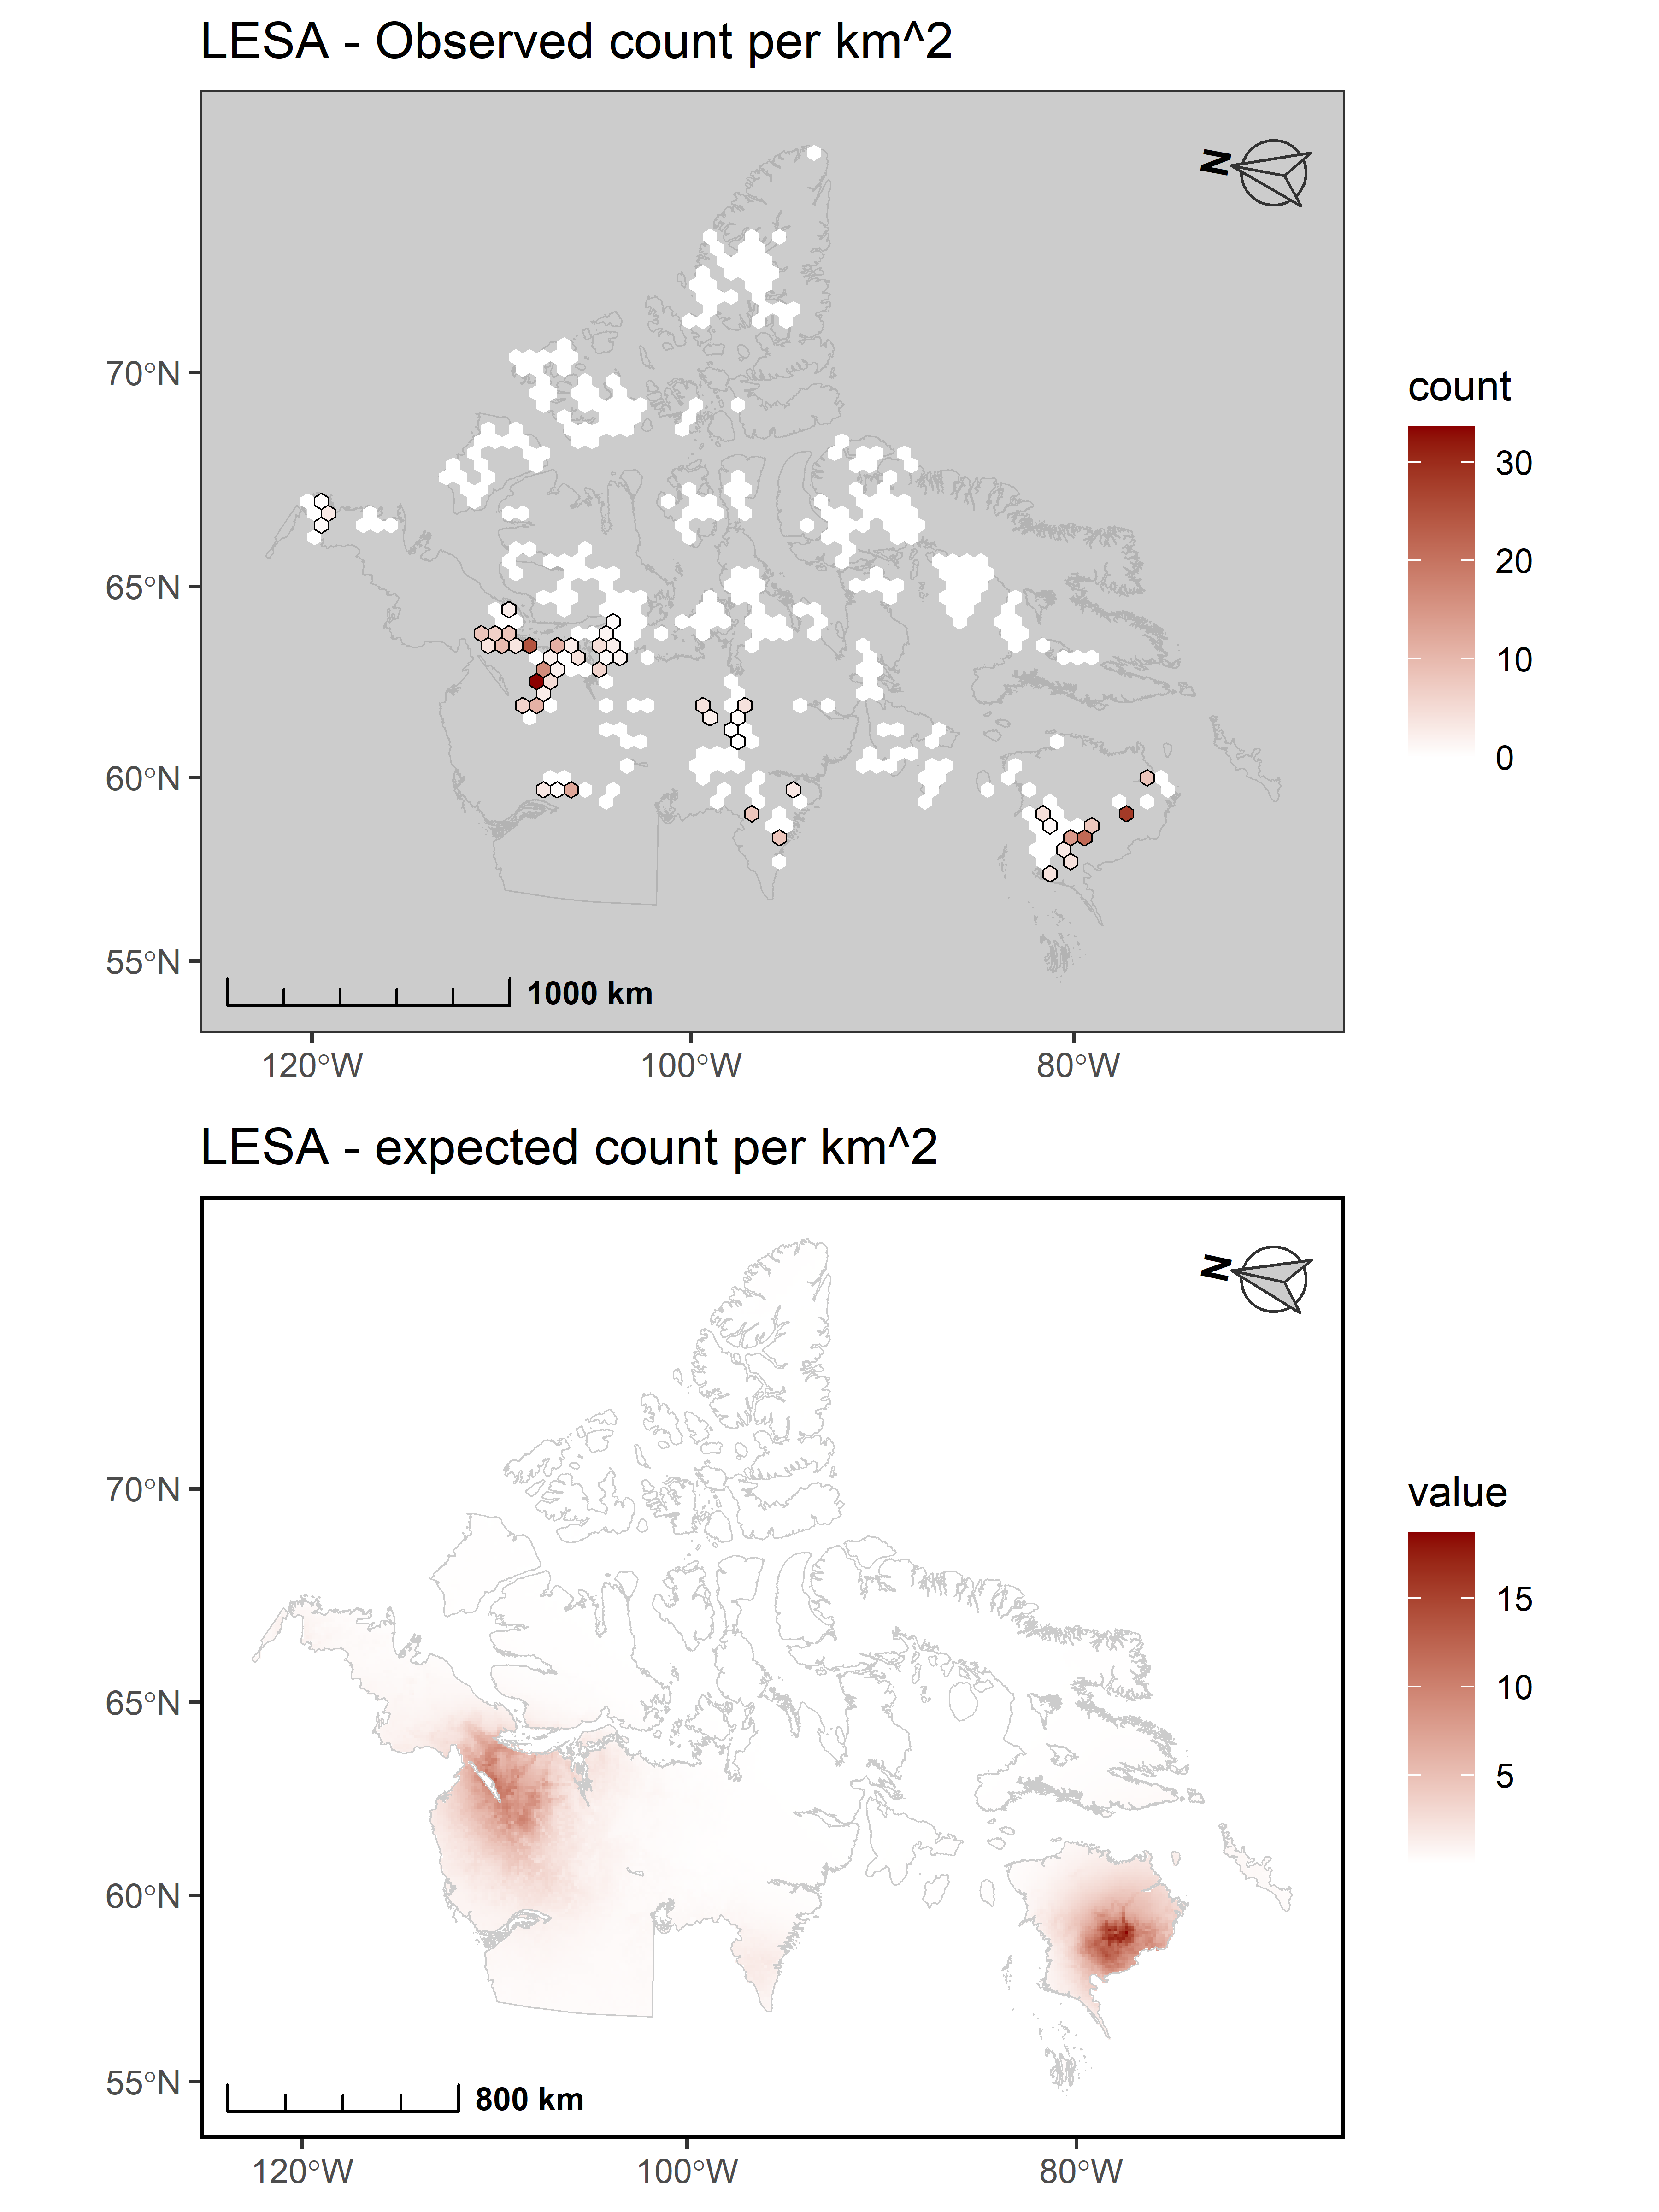 LESA - Observed count per km^2
N
70°N
65°N
60°N
55°N
1000 km
120°W
100°W
80°W
count
30
20
10
0
LESA - expected count per km^2
N
70°N
65°N
60°N
55°N
800 km
120°W
100°W
80°W
value
15
10
5